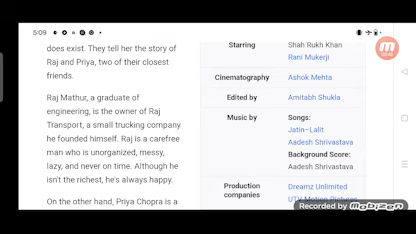 5:09
does exist. They tell her the story of
Raj and Priya, two of their closest
friends.
Raj Mathur, a graduate of
engineering, is the owner of Raj
Transport, a small trucking company
he founded himself. Raj is a carefree
man who is unorganized, messy,
lazy, and never on time. Although he
isn't the richest, he's always happy.
On the other hand, Priya Chopra is a
Starring Shah Rukh Khan
Rani Mukerji
Cinematography Ashok Mehta
Edited by Amitabh Shukla
Music by Songs:
Jatin–Lalit
Aadesh Shrivastava
Background Score:
Aadesh Shrivastava
Production Dreamz Unlimited
companies UTV Motion Pictures
Recorded by Mobizen